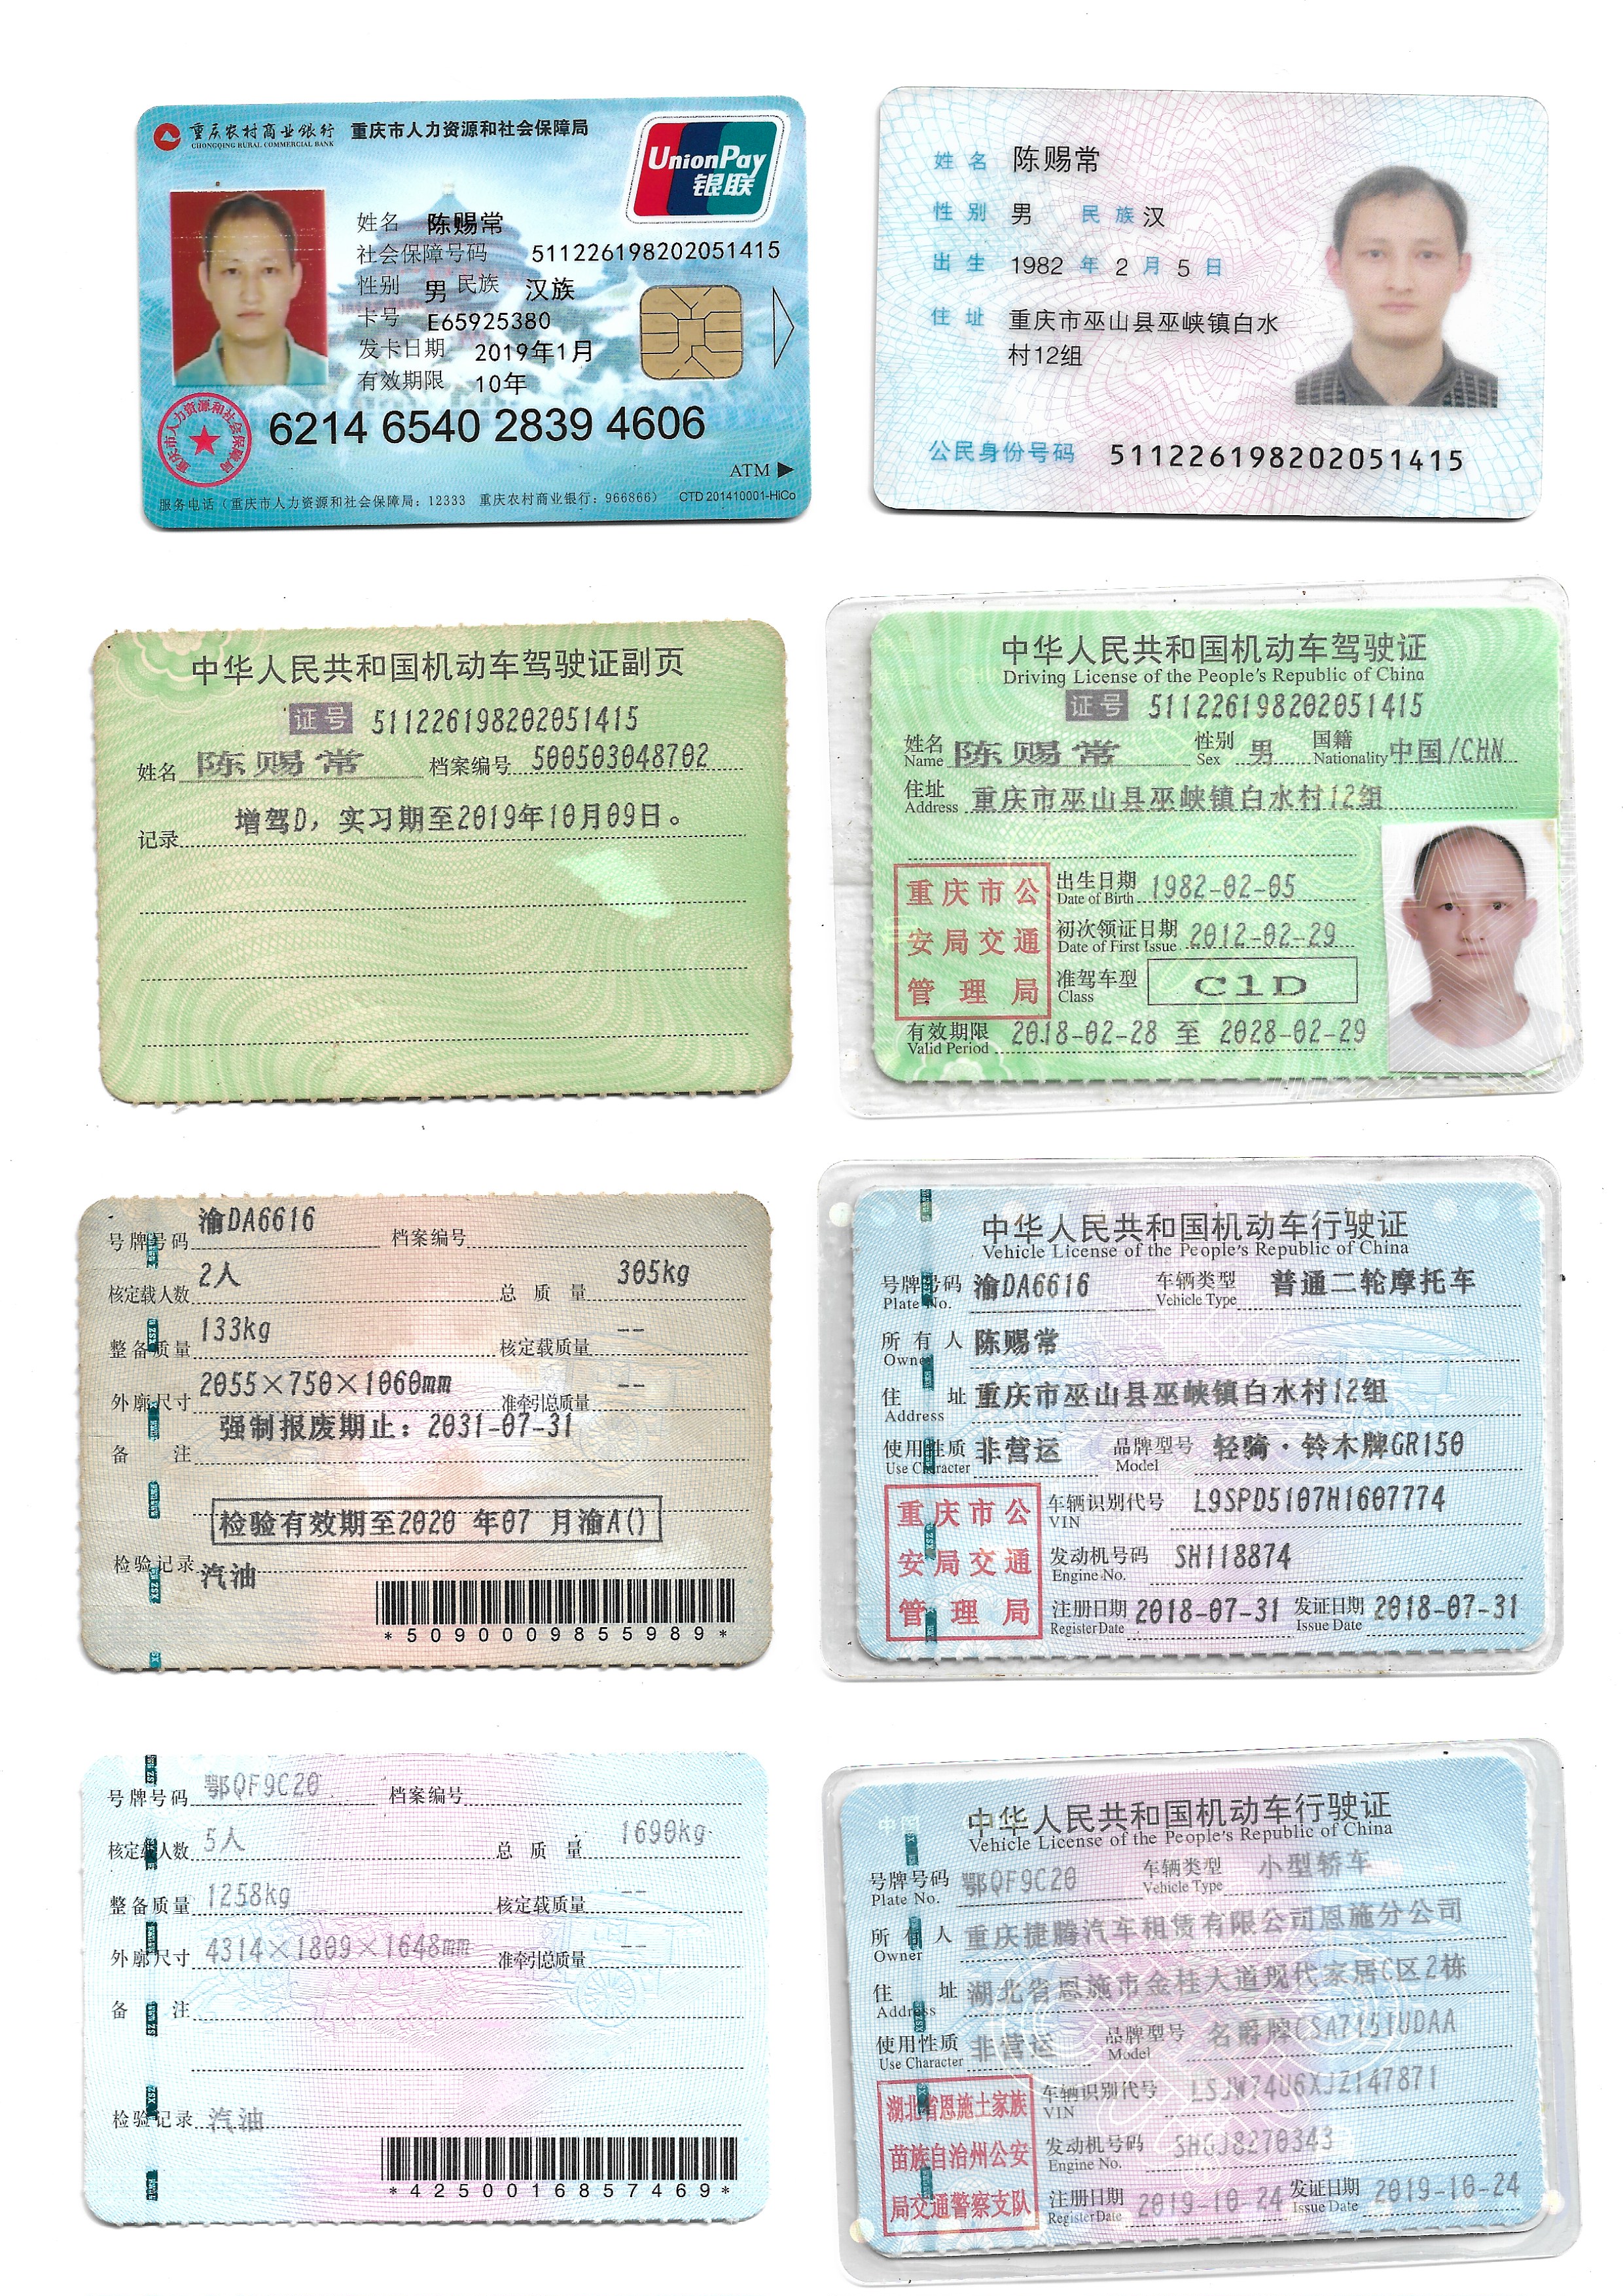 重庆农村商业银行 重庆市人力资源和社会保障局
CHONGQING RURAL COMMERCIAL BANK
UnionPay
银联
姓名 陈赐常
社会保障号码 511226198202051415
性别 男 民族 汉族
卡号 E65925380
发卡日期 2019年1月
有效期限 10年
重庆市人力资源和社会保障局
6214 6540 2839 4606
ATM
服务电话（重庆市人力资源和社会保障局：12333 重庆农村商业银行：966866） CTD 201410001-HiCo
姓名 陈赐常
性别 男 民族 汉
出生 1982 年 2 月 5 日
住址 重庆市巫山县巫峡镇白水
村12组
公民身份号码 511226198202051415
中华人民共和国机动车驾驶证副页
证号 511226198202051415
姓名 陈赐常 档案编号 500503048702
记录 增驾D，实习期至2019年10月09日。
中华人民共和国机动车驾驶证
Driving License of the People's Republic of China
证号 511226198202051415
姓名 陈赐常 性别 男 国籍 中国/CHN
Name Sex Nationality
住址 重庆市巫山县巫峡镇白水村12组
Address
重庆市公
安局交通
管理局
出生日期 1982-02-05
Date of Birth
初次领证日期 2012-02-29
Date of First Issue
准驾车型 C1D
Class
有效期限 2018-02-28 至 2028-02-29
Valid Period
号牌号码 渝DA6616 档案编号
核定载人数 2人 总质量 305kg
整备质量 133kg 核定载质量 --
外廓尺寸 2055×750×1060mm 准牵引总质量 --
备注 强制报废期止：2031-07-31
检验有效期至2020 年07 月渝A()
检验记录 汽油
*5090009855989*
中华人民共和国机动车行驶证
Vehicle License of the People's Republic of China
号牌号码 渝DA6616 车辆类型 普通二轮摩托车
Plate No. Vehicle Type
所有人 陈赐常
Owner
住址 重庆市巫山县巫峡镇白水村12组
Address
使用性质 非营运 品牌型号 轻骑·铃木牌GR150
Use Character Model
重庆市公
安局交通
管理局
车辆识别代号 L9SPD5107H1607774
VIN
发动机号码 SH118874
Engine No.
注册日期 2018-07-31 发证日期 2018-07-31
Register Date Issue Date
号牌号码 鄂QF9C20 档案编号
核定载人数 5人 总质量 1690kg
整备质量 1258kg 核定载质量 --
外廓尺寸 4314×1809×1648mm 准牵引总质量 --
备注
检验记录 汽油
*4250016857469*
中华人民共和国机动车行驶证
Vehicle License of the People's Republic of China
号牌号码 鄂QF9C20 车辆类型 小型轿车
Plate No. Vehicle Type
所有人 重庆捷腾汽车租赁有限公司恩施分公司
Owner
住址 湖北省恩施市金桂大道现代家居C区2栋
Address
使用性质 非营运 品牌型号 名爵牌CSA7151UDAA
Use Character Model
湖北省恩施土家族
苗族自治州公安
局交通警察支队
车辆识别代号 LSJW74U6XJZ147871
VIN
发动机号码 SHGJ8270343
Engine No.
注册日期 2019-10-24 发证日期 2019-10-24
Register Date Issue Date